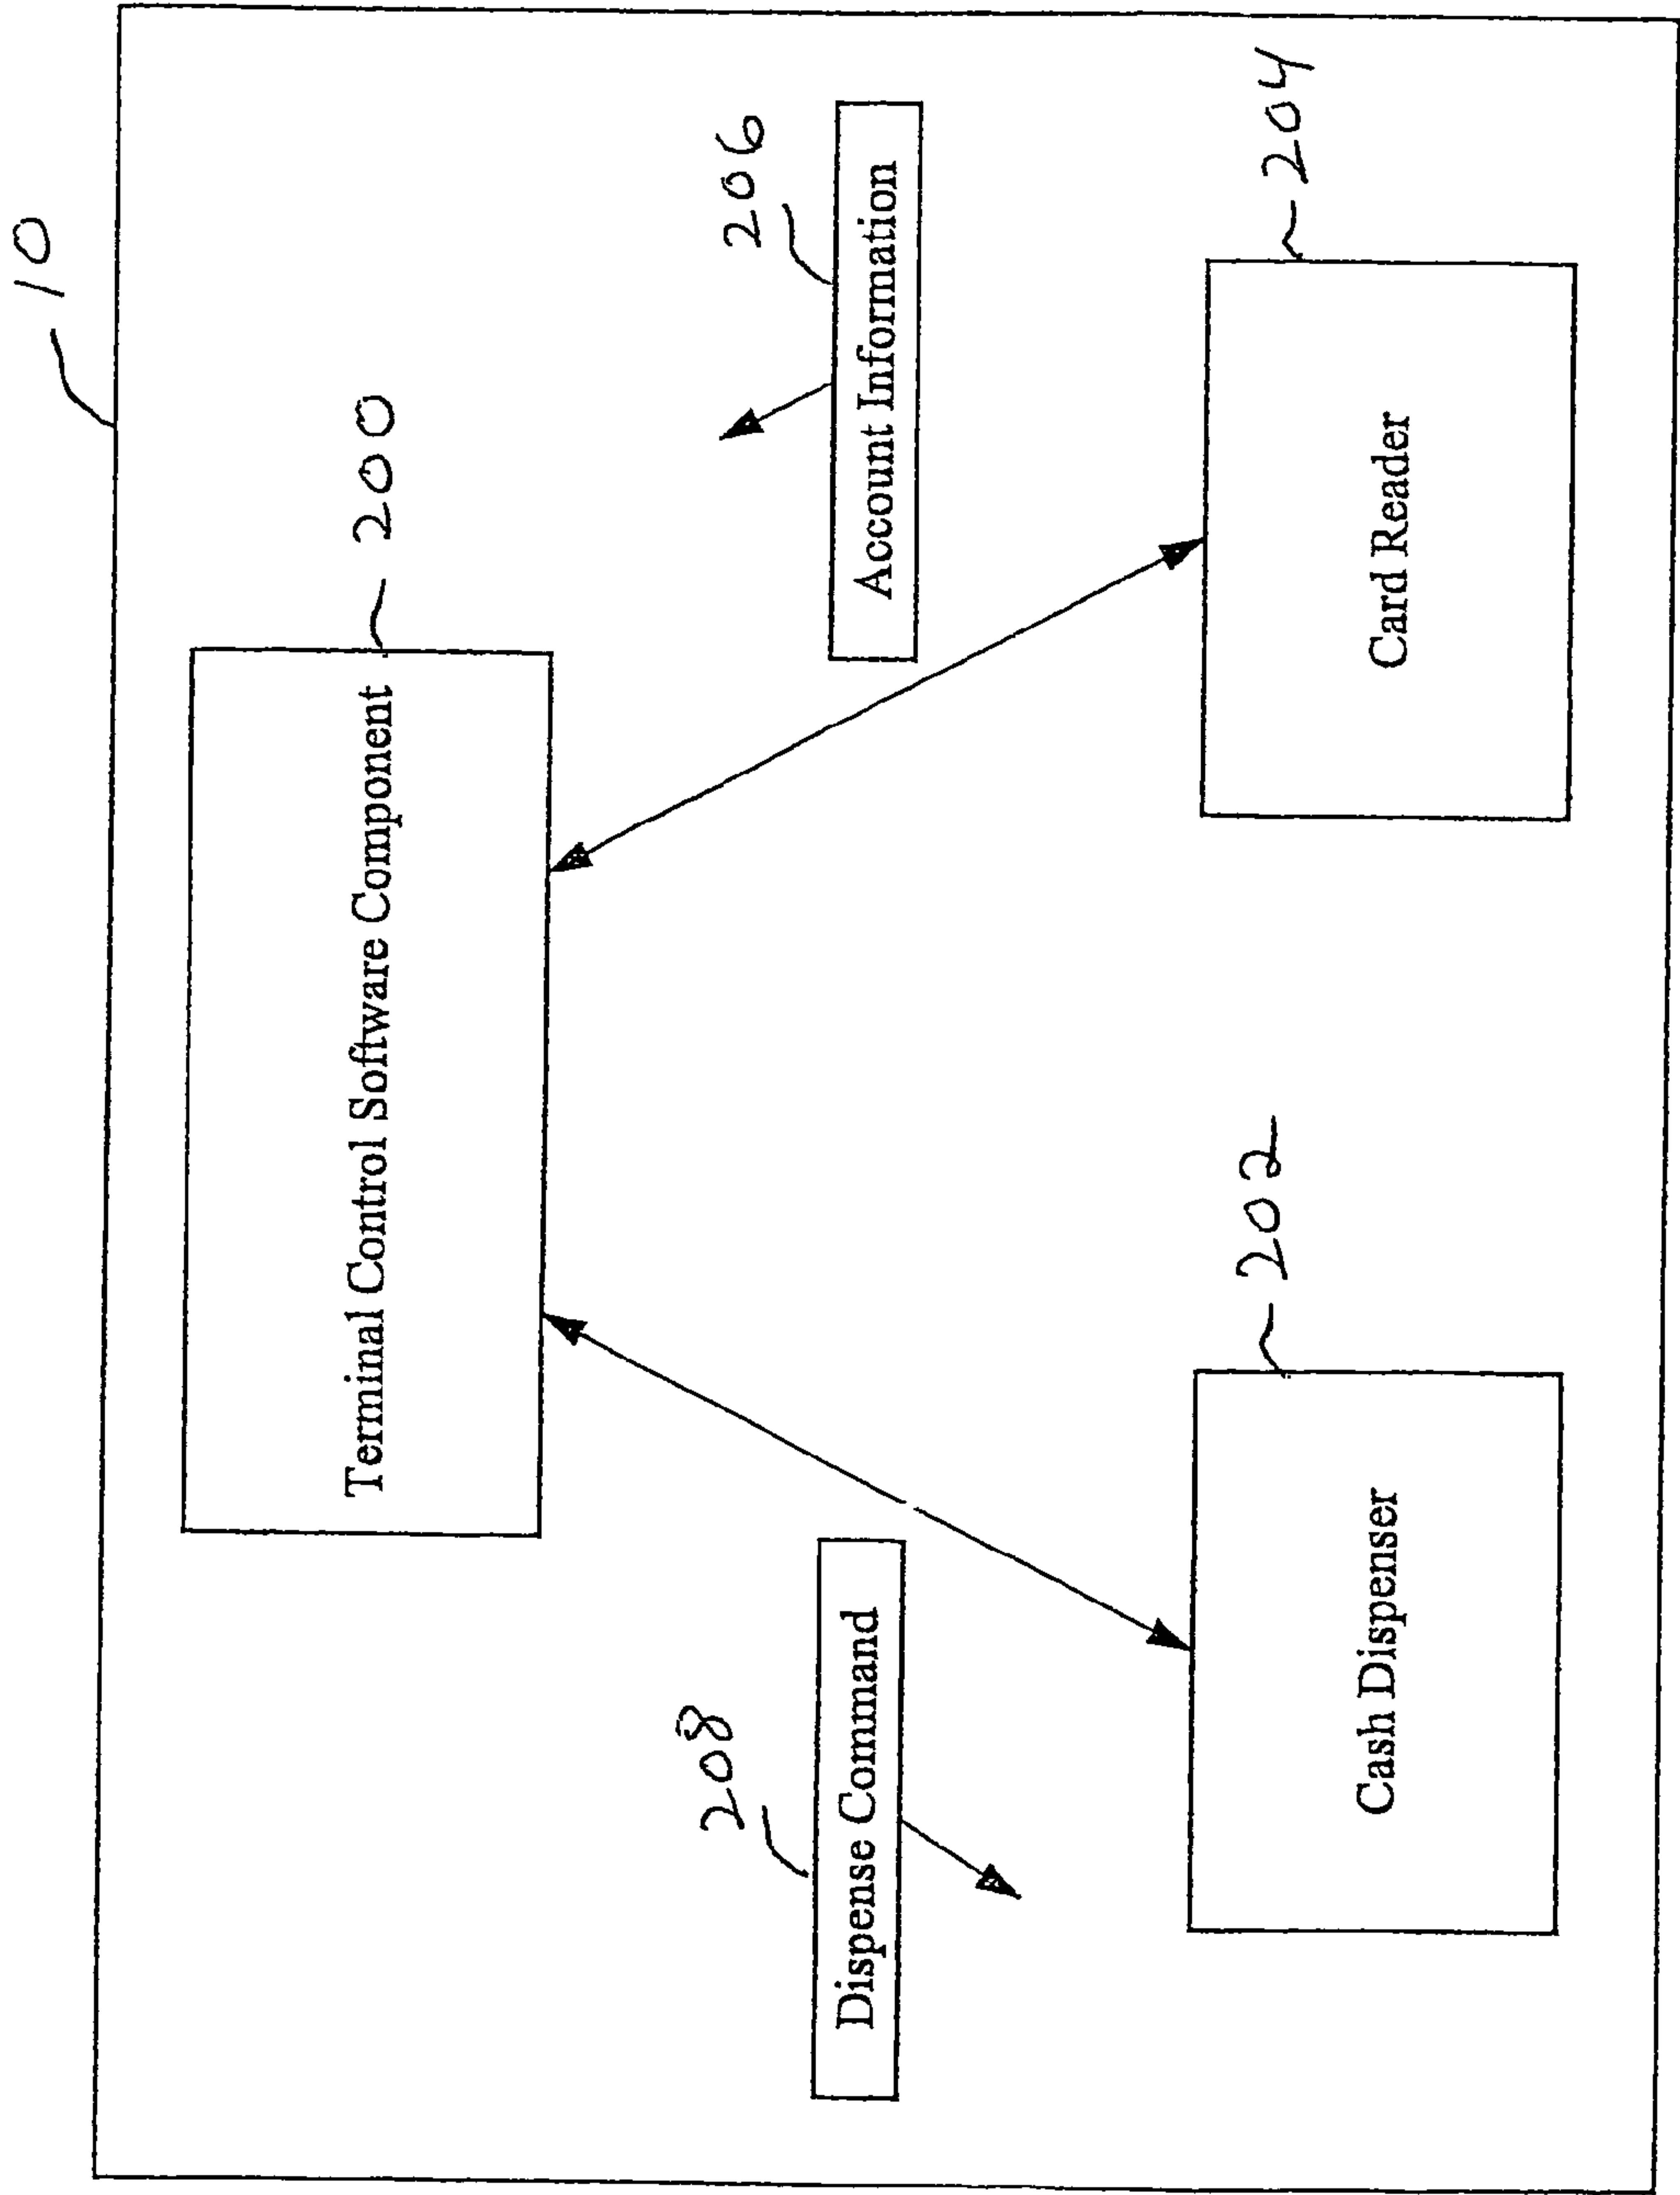 10
Terminal Control Software Component
200
208
206
Dispense Command
Account Information
202
204
Cash Dispenser
Card Reader